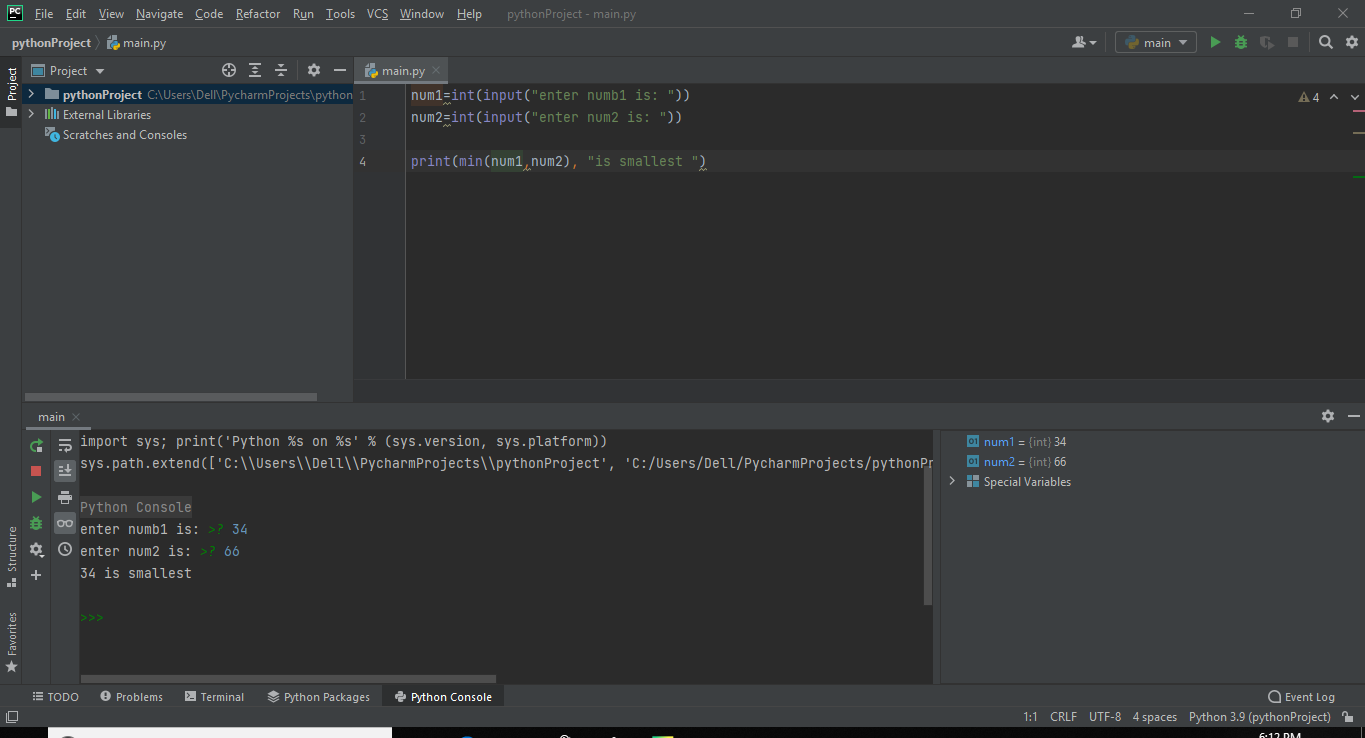 PC File Edit View Navigate Code Refactor Run Tools VCS Window Help pythonProject - main.py
pythonProject main.py main
Project main.py
Project
pythonProject C:\Users\Dell\PycharmProjects\python
External Libraries
Scratches and Consoles
1 num1=int(input("enter numb1 is: "))
2 num2=int(input("enter num2 is: "))
3
4 print(min(num1,num2), "is smallest ")
4
main
import sys; print('Python %s on %s' % (sys.version, sys.platform))
sys.path.extend(['C:\\Users\\Dell\\PycharmProjects\\pythonProject', 'C:/Users/Dell/PycharmProjects/pythonPr
Python Console
enter numb1 is: >? 34
enter num2 is: >? 66
34 is smallest
>>>
01 num1 = {int} 34
01 num2 = {int} 66
Special Variables
Structure
Favorites
TODO Problems Terminal Python Packages Python Console Event Log
1:1 CRLF UTF-8 4 spaces Python 3.9 (pythonProject)
6:12 PM